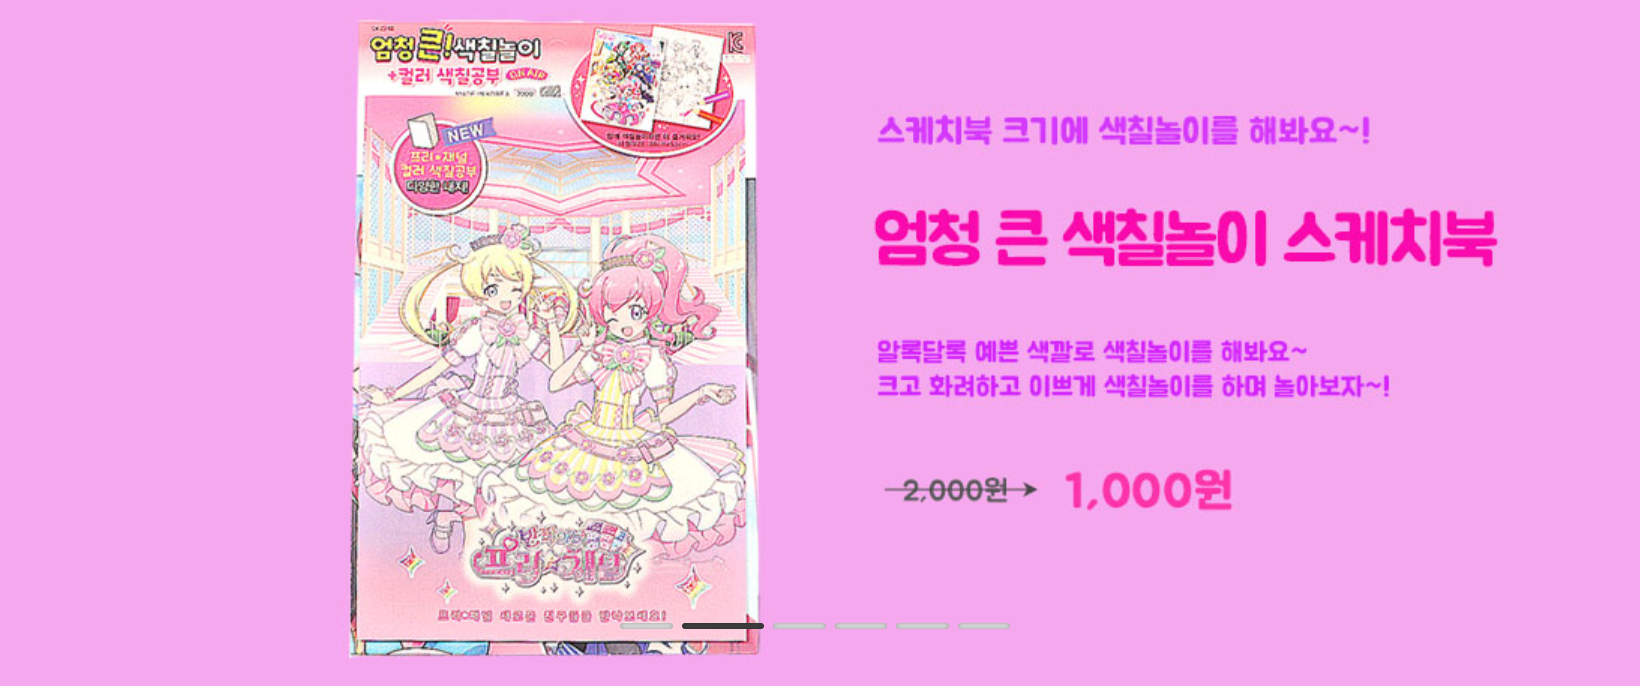 엄청 큰! 색칠놀이
+컬러 색칠공부 ON AIR
NEW
프리★채널
컬러 색칠공부
다양한 내지!
프리☆채널
스케치북 크기에 색칠놀이를 해봐요~!
엄청 큰 색칠놀이 스케치북
알록달록 예쁜 색깔로 색칠놀이를 해봐요~
크고 화려하고 이쁘게 색칠놀이를 하며 놀아보자~!
2,000원 1,000원